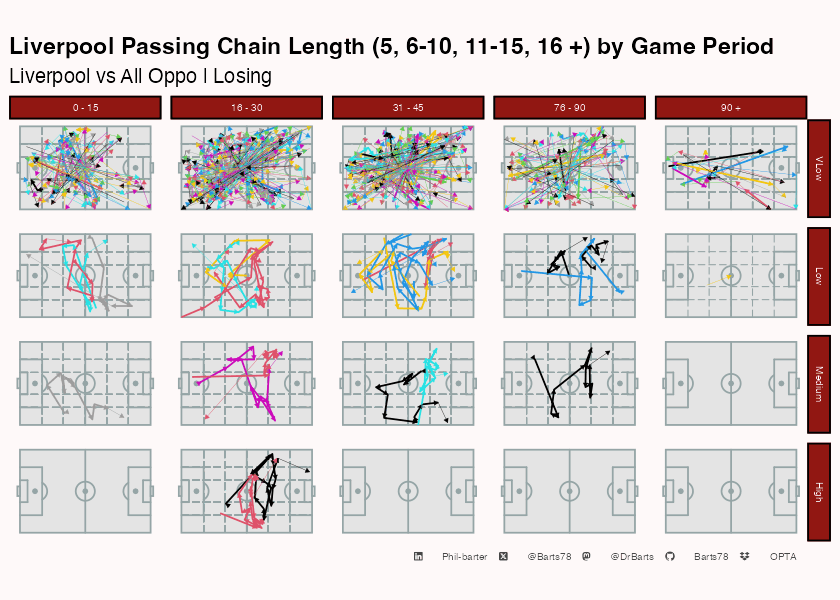 Liverpool Passing Chain Length (5, 6-10, 11-15, 16 +) by Game Period
Liverpool vs All Oppo I Losing
0 - 15 16 - 30 31 - 45 76 - 90 90 +
V.Low
Low
Medium
High
Phil-barter @Barts78 @DrBarts Barts78 OPTA